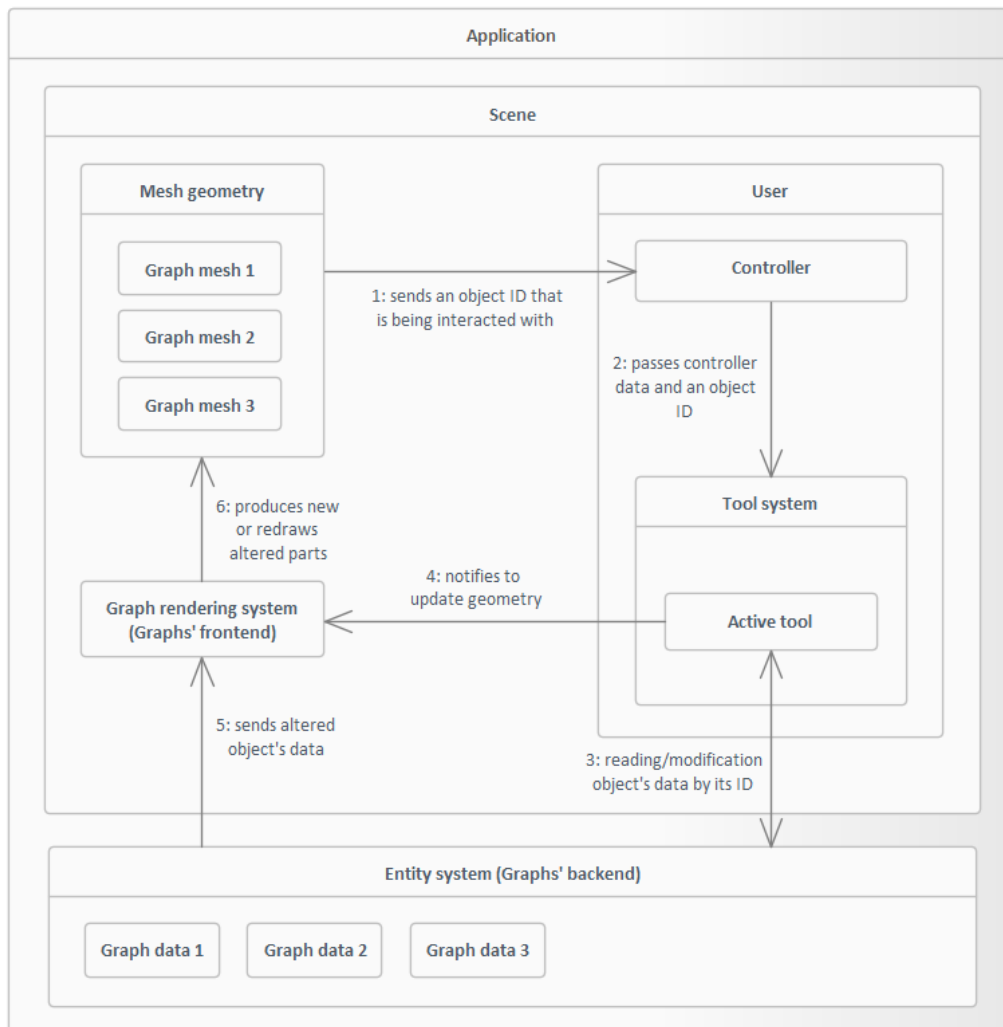 Application
Scene
Mesh geometry
Graph mesh 1
Graph mesh 2
Graph mesh 3
1: sends an object ID that
is being interacted with
User
Controller
2: passes controller
data and an object
ID
Tool system
Active tool
6: produces new
or redraws
altered parts
4: notifies to
update geometry
Graph rendering system
(Graphs' frontend)
5: sends altered
object's data
3: reading/modification
object's data by its ID
Entity system (Graphs' backend)
Graph data 1
Graph data 2
Graph data 3